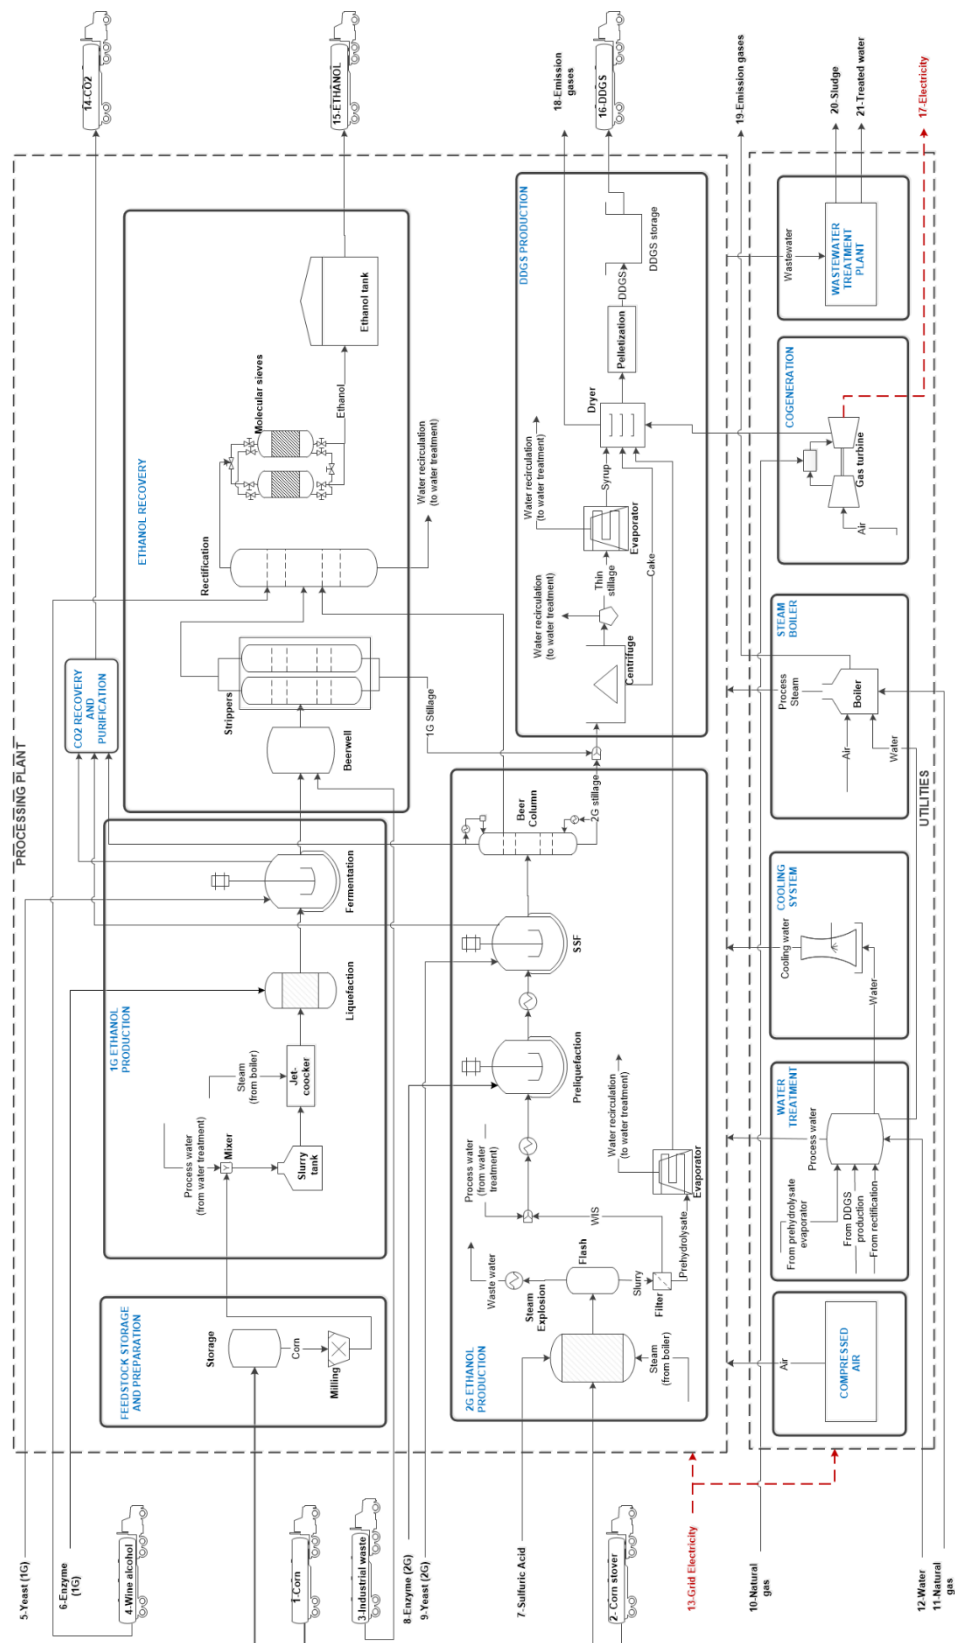 14-CO2
15-ETHANOL
18-Emission
gases
16-DDGS
19-Emission gases
20-Sludge
21-Treated water
17-Electricity
PROCESSING PLANT
CO2 RECOVERY
AND
PURIFICATION
ETHANOL RECOVERY
Ethanol tank
Ethanol
Molecular sieves
Water recirculation
(to water treatment)
Rectification
Strippers
1G Stillage
Beerwell
DDGS PRODUCTION
DDGS storage
DDGS
Pelletization
Dryer
Water recirculation
(to water treatment)
Syrup
Evaporator
Cake
Thin
stillage
Water recirculation
(to water treatment)
Centrifuge
1G ETHANOL
PRODUCTION
Fermentation
Liquefaction
Steam
(from boiler)
Jet-
coocker
Process water
(from water treatment)
Mixer
Slurry
tank
FEEDSTOCK STORAGE
AND PREPARATION
Storage
Corn
Milling
2G ETHANOL
PRODUCTION
Beer
Column
2G stillage
SSF
Preliquefaction
Water recirculation
(to water treatment)
Process water
(from water
treatment)
Evaporator
WIS
Prehydrolysate
Flash
Slurry
Filter
Waste water
Steam
Explosion
Steam
(from boiler)
UTILITIES
Wastewater
WASTEWATER
TREATMENT
PLANT
COGENERATION
Gas turbine
Air
STEAM
BOILER
Process
Steam
Boiler
Air
Water
COOLING
SYSTEM
Cooling water
Water
WATER
TREATMENT
Process water
From prehydrolysate
evaporator
From DDGS
production
From rectification
Air
COMPRESSED
AIR
5-Yeast (1G)
6-Enzyme
(1G)
4-Wine alcohol
1-Corn
3-Industrial waste
8-Enzyme (2G)
9-Yeast (2G)
7-Sulfuric Acid
2- Corn stover
13-Grid Electricity
10-Natural
gas
12-Water
11-Natural
gas